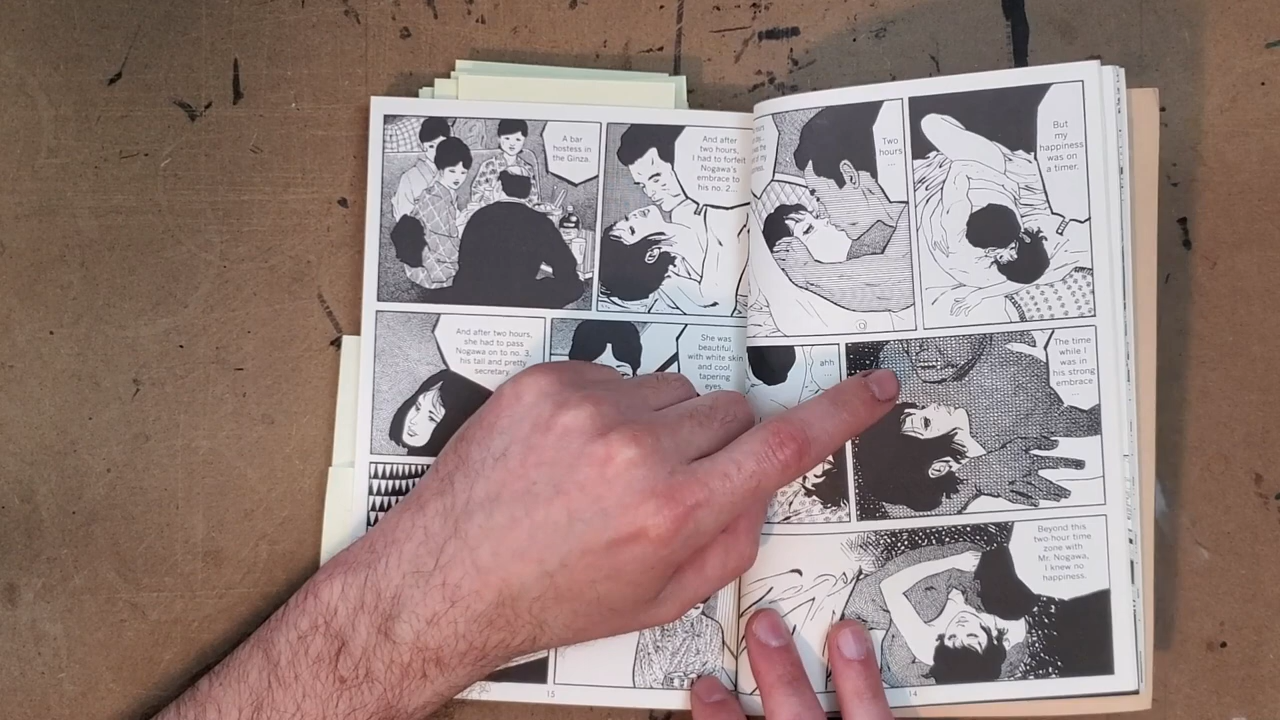 But
my
happiness
was on
a timer.
Two
hours
...
The time
while I
was in
his strong
embrace
...
ahh
...
Beyond this
two-hour time
zone with
Mr. Nogawa,
I knew no
happiness.
14
And after
two hours,
I had to forfeit
Nogawa's
embrace to
his no. 2...
A bar
hostess in
the Ginza.
She was
beautiful,
with white skin
and cool,
tapering
eyes.
And after two hours,
she had to pass
Nogawa on to no. 3,
his tall and pretty
secretary.
15